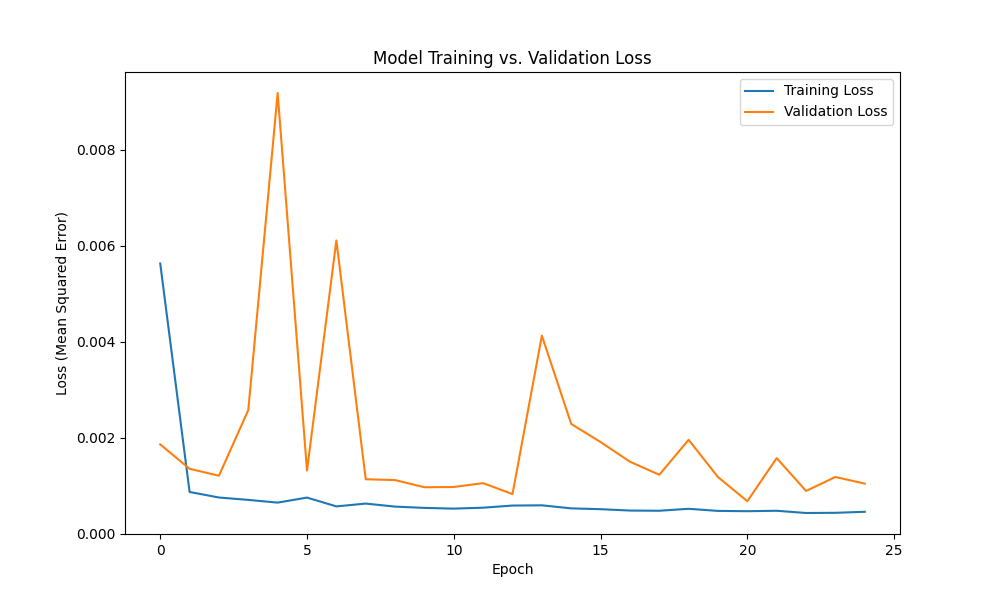 Model Training vs. Validation Loss
Training Loss
Validation Loss
0.008
0.006
0.004
0.002
0.000
Loss (Mean Squared Error)
0 5 10 15 20 25
Epoch